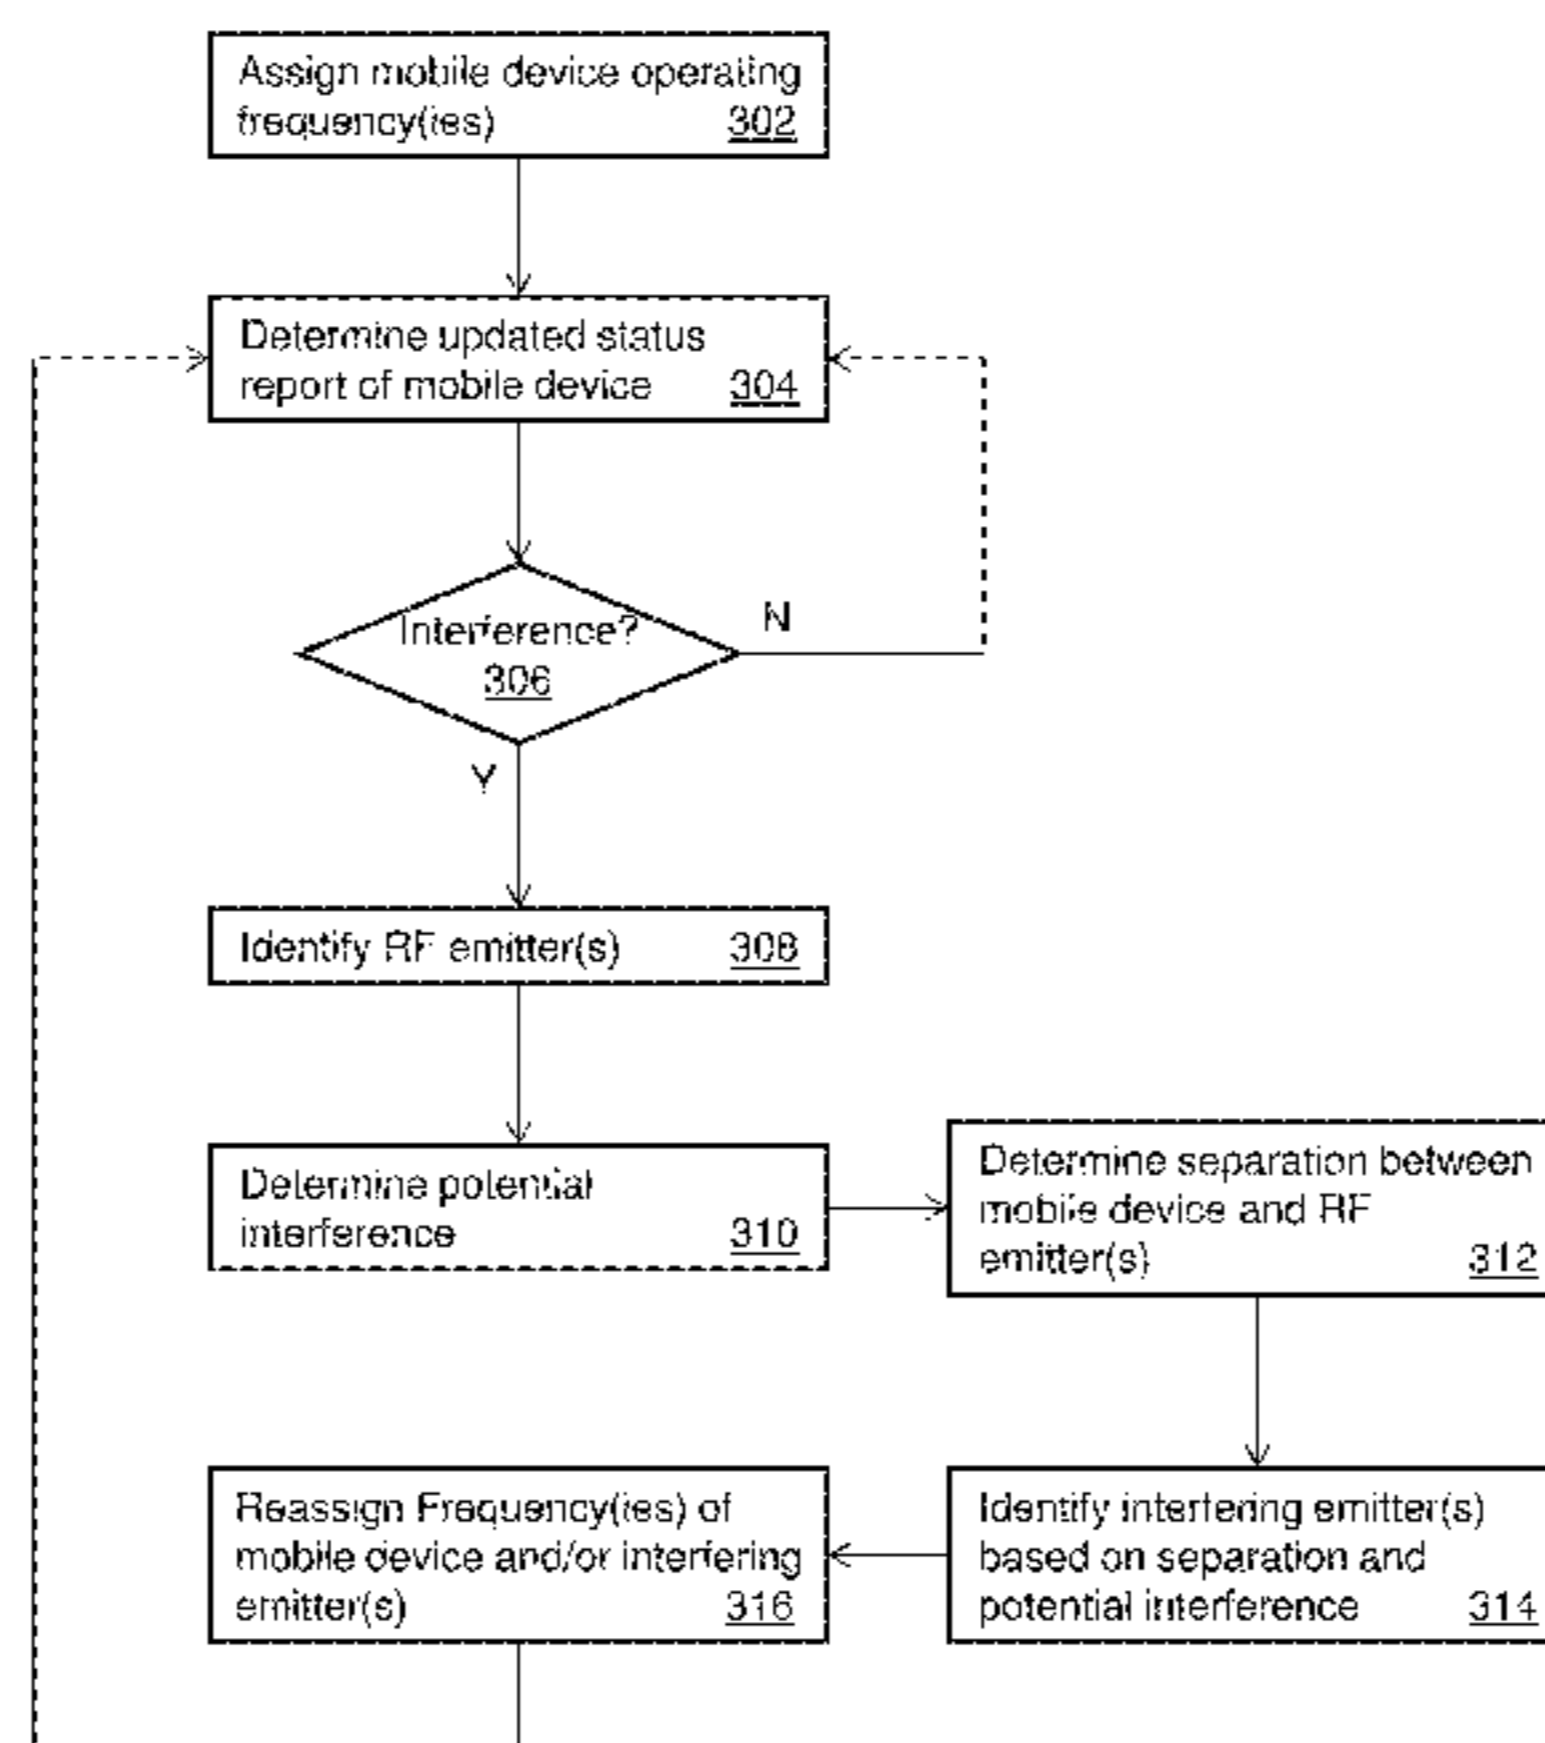 Assign mobile device operating
frequency(ies) 302
Determine updated status
report of mobile device 304
Interference?
306
N
Y
Identify RF emitter(s) 308
Determine potential
interference 310
Determine separation between
mobile device and RF
emitter(s) 312
Reassign Frequency(ies) of
mobile device and/or interfering
emitter(s) 316
Identify interfering emitter(s)
based on separation and
potential interference 314